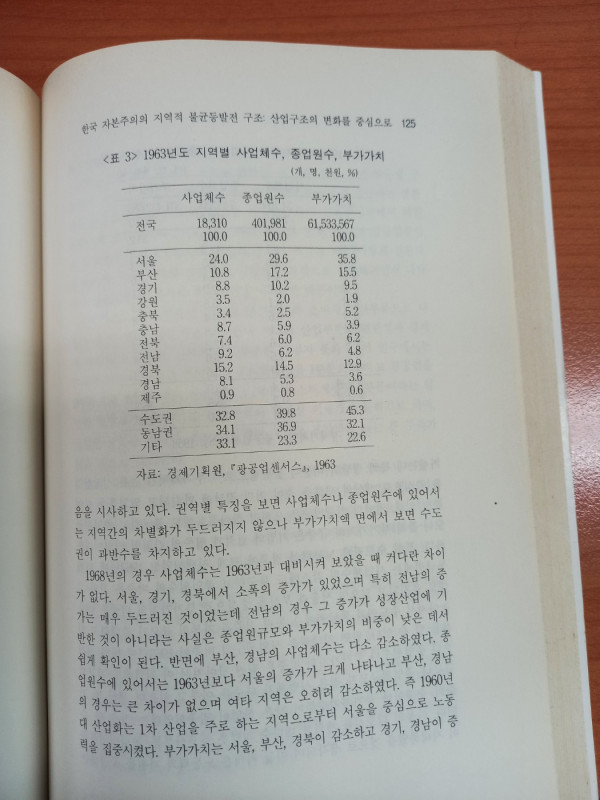 한국 자본주의의 지역적 불균등발전 구조: 산업구조의 변화를 중심으로 125
<표 3> 1963년도 지역별 사업체수, 종업원수, 부가가치
(개, 명, 천원, %)
사업체수 종업원수 부가가치
전국 18,310 401,981 61,533,567
100.0 100.0 100.0
서울 24.0 29.6 35.8
부산 10.8 17.2 15.5
경기 8.8 10.2 9.5
강원 3.5 2.0 1.9
충북 3.4 2.5 5.2
충남 8.7 5.9 3.9
전북 7.4 6.0 6.2
전남 9.2 6.2 4.8
경북 15.2 14.5 12.9
경남 8.1 5.3 3.6
제주 0.9 0.8 0.6
수도권 32.8 39.8 45.3
동남권 34.1 36.9 32.1
기타 33.1 23.3 22.6
자료: 경제기획원, 『광공업센서스』, 1963
음을 시사하고 있다. 권역별 특징을 보면 사업체수나 종업원수에 있어서
는 지역간의 차별화가 두드러지지 않으나 부가가치액 면에서 보면 수도
권이 과반수를 차지하고 있다.
1968년의 경우 사업체수는 1963년과 대비시켜 보았을 때 커다란 차이
가 없다. 서울, 경기, 경북에서 소폭의 증가가 있었으며 특히 전남의 증
가는 매우 두드러진 것이었는데 전남의 경우 그 증가가 성장산업에 기
반한 것이 아니라는 사실은 종업원규모와 부가가치의 비중이 낮은 데서
쉽게 확인이 된다. 반면에 부산, 경남의 사업체수는 다소 감소하였다. 종
업원수에 있어서는 1963년보다 서울의 증가가 크게 나타나고 부산, 경남
의 경우는 큰 차이가 없으며 여타 지역은 오히려 감소하였다. 즉 1960년
대 산업화는 1차 산업을 주로 하는 지역으로부터 서울을 중심으로 노동
력을 집중시켰다. 부가가치는 서울, 부산, 경북이 감소하고 경기, 경남이 증